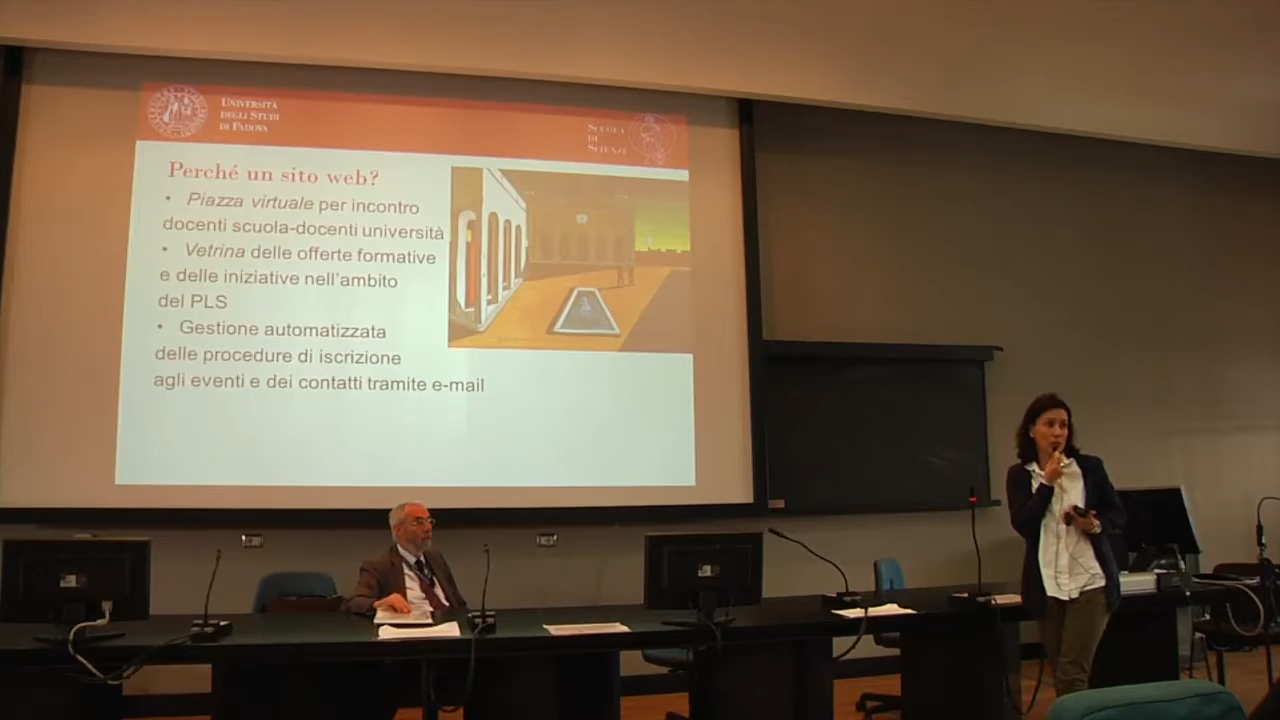 UNIVERSITÀ
DEGLI STUDI
DI PADOVA
SCUOLA
DI
SCIENZE
Perché un sito web?
• Piazza virtuale per incontro
docenti scuola-docenti università
• Vetrina delle offerte formative
e delle iniziative nell'ambito
del PLS
• Gestione automatizzata
delle procedure di iscrizione
agli eventi e dei contatti tramite e-mail